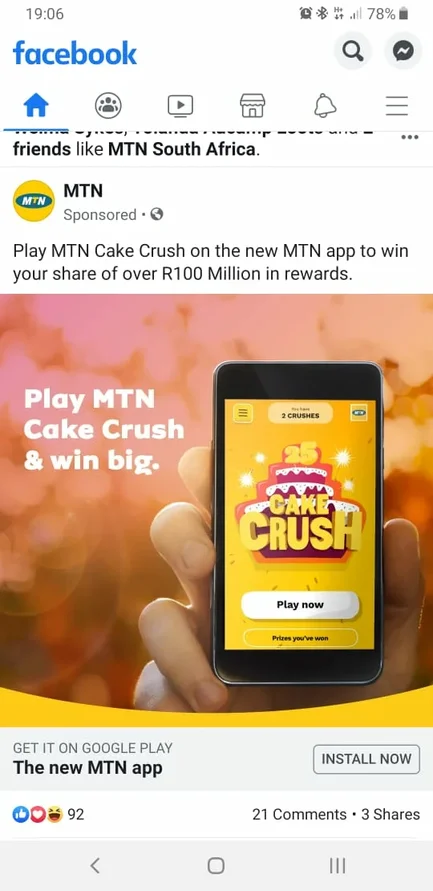 19:06
78%
facebook
friends like MTN South Africa.
MTN
MTN
Sponsored •
Play MTN Cake Crush on the new MTN app to win
your share of over R100 Million in rewards.
Play MTN
Cake Crush
& win big.
You have
2 CRUSHES
MTN
25
CAKE
CRUSH
Play now
Prizes you've won
GET IT ON GOOGLE PLAY
The new MTN app
INSTALL NOW
92
21 Comments • 3 Shares